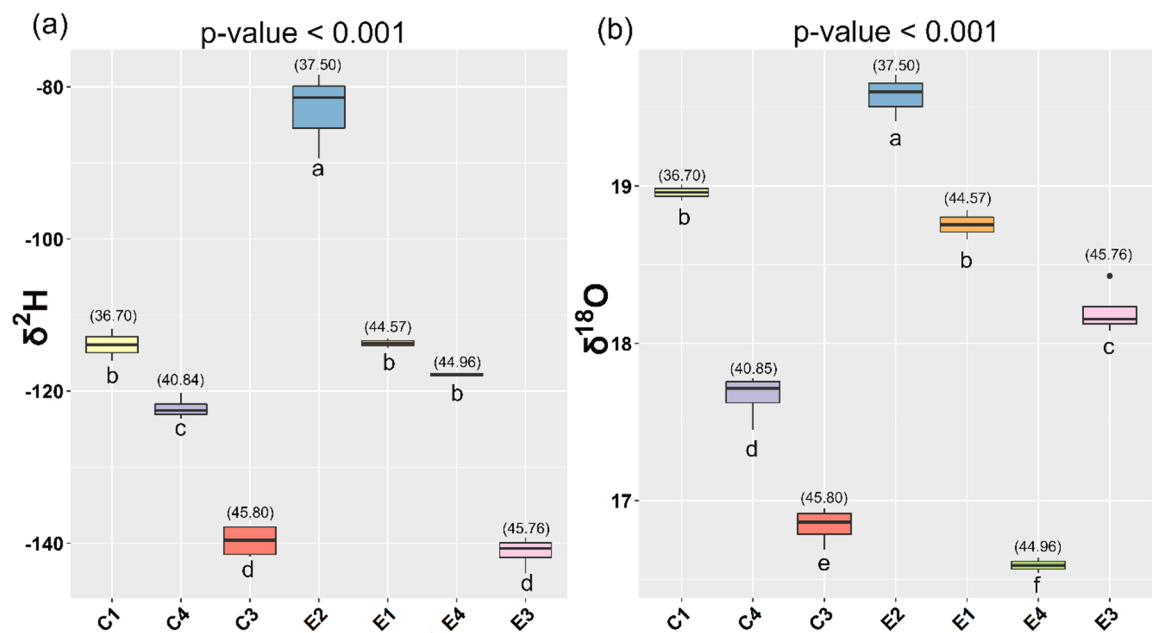 (a)
p-value < 0.001
δ²H
-80
-100
-120
-140
(36.70)
b
(40.84)
c
(45.80)
d
(37.50)
a
(44.57)
b
(44.96)
b
(45.76)
d
C1 C4 C3 E2 E1 E4 E3
(b)
p-value < 0.001
δ¹⁸O
19
18
17
(36.70)
b
(40.85)
d
(45.80)
e
(37.50)
a
(44.57)
b
(44.96)
f
(45.76)
c
C1 C4 C3 E2 E1 E4 E3